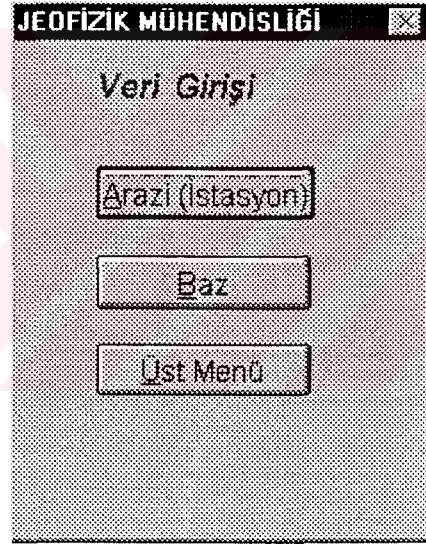 JEOFİZİK MÜHENDİSLİĞİ
Veri Girişi
Arazi (İstasyon)
Baz
Üst Menü